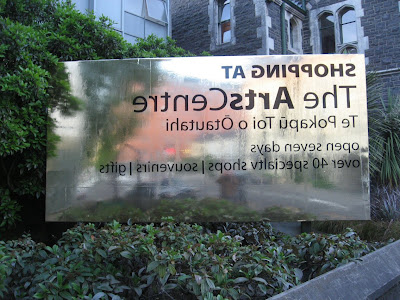 SHOPPING AT
The ArtsCentre
Te Pokapū Toi o Ōtautahi
open seven days
over 40 specialty shops | souvenirs | gifts